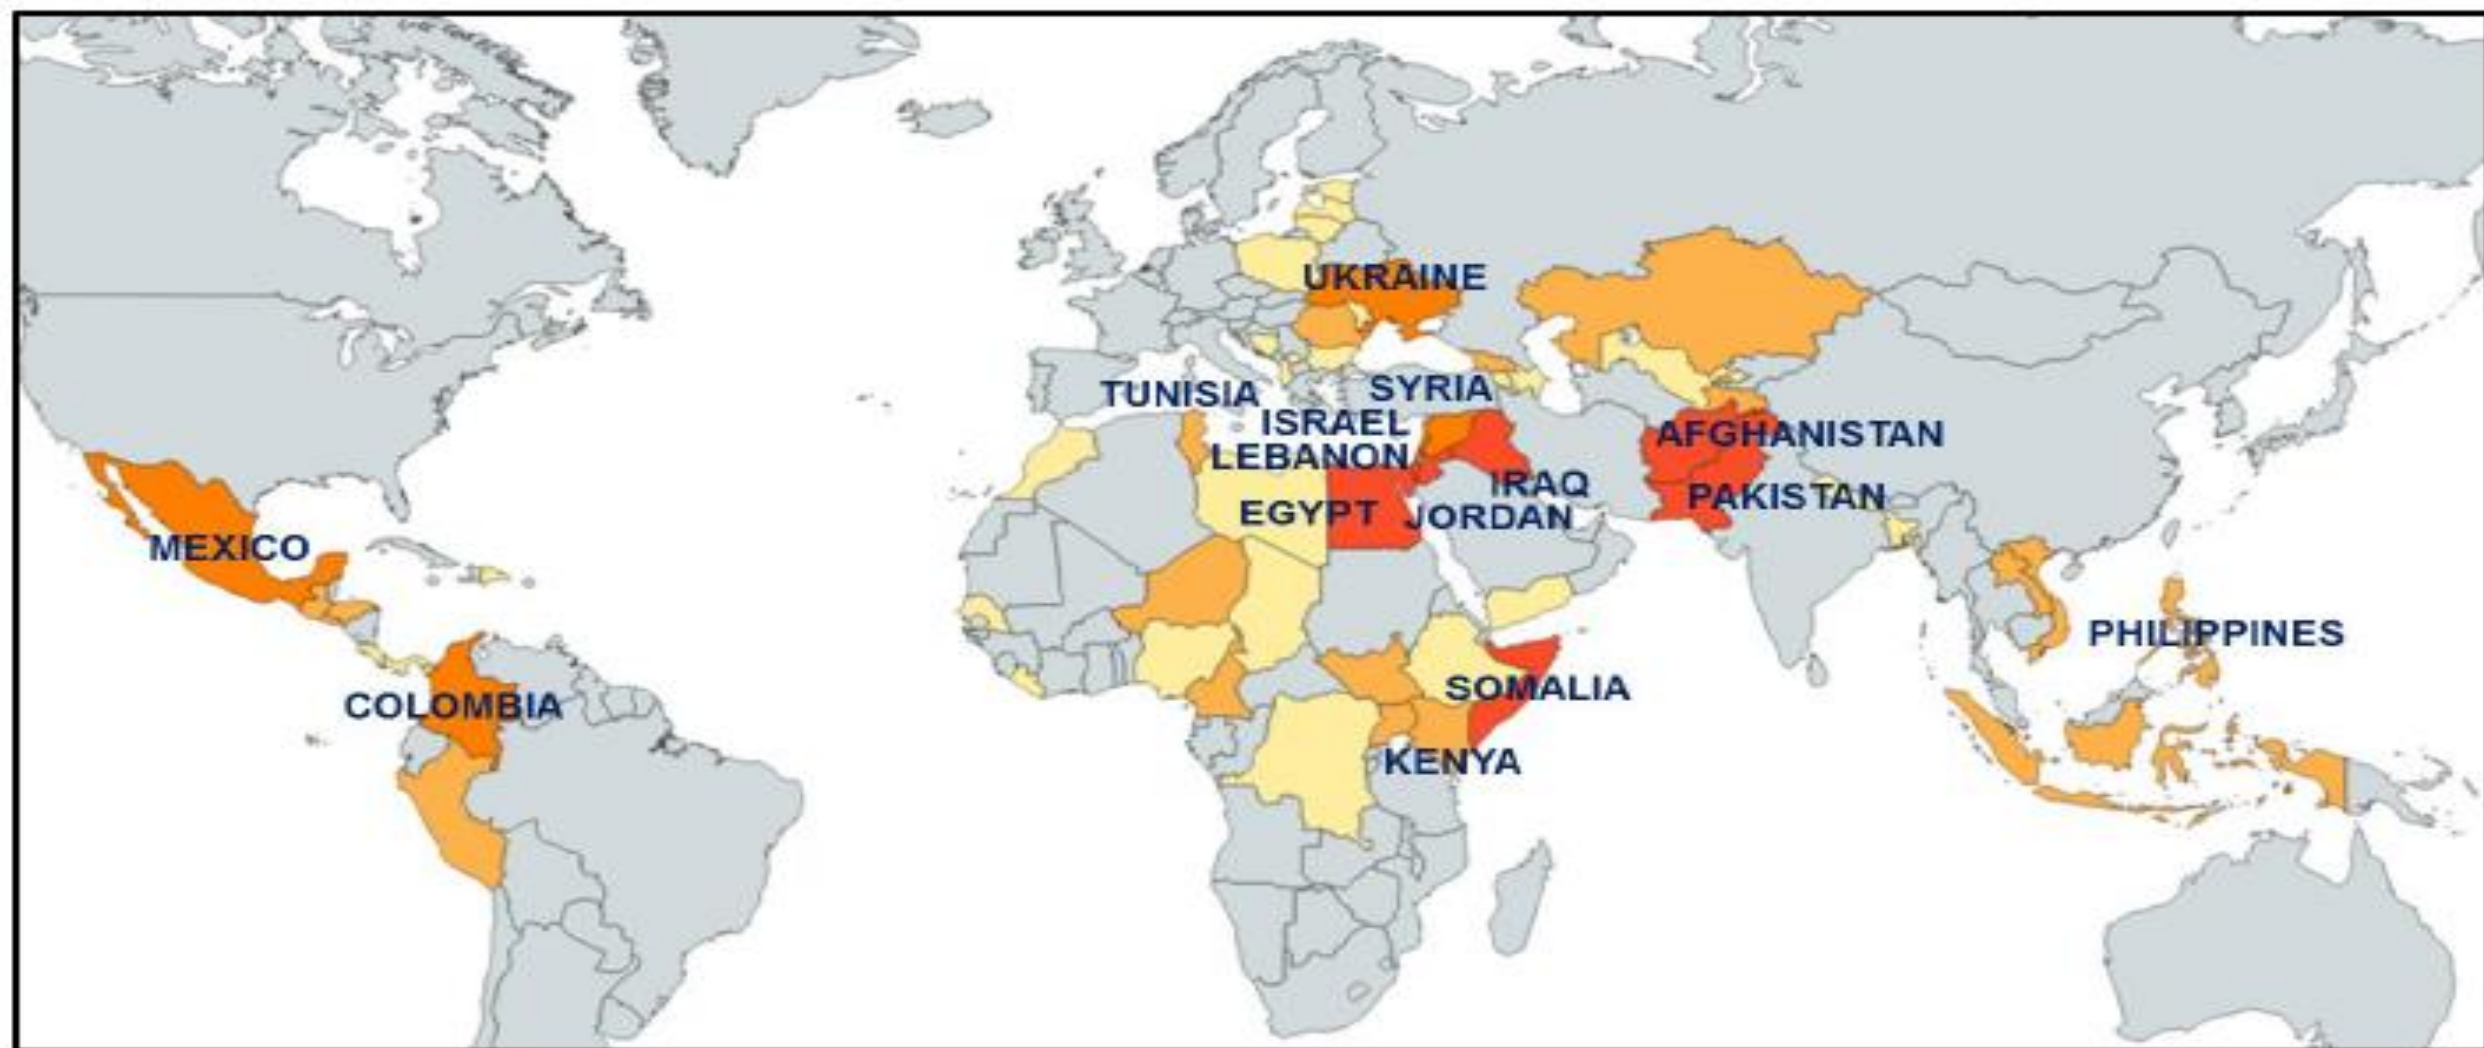 UKRAINE
TUNISIA
SYRIA
ISRAEL
LEBANON
AFGHANISTAN
IRAQ
PAKISTAN
EGYPT
JORDAN
MEXICO
PHILIPPINES
SOMALIA
COLOMBIA
KENYA